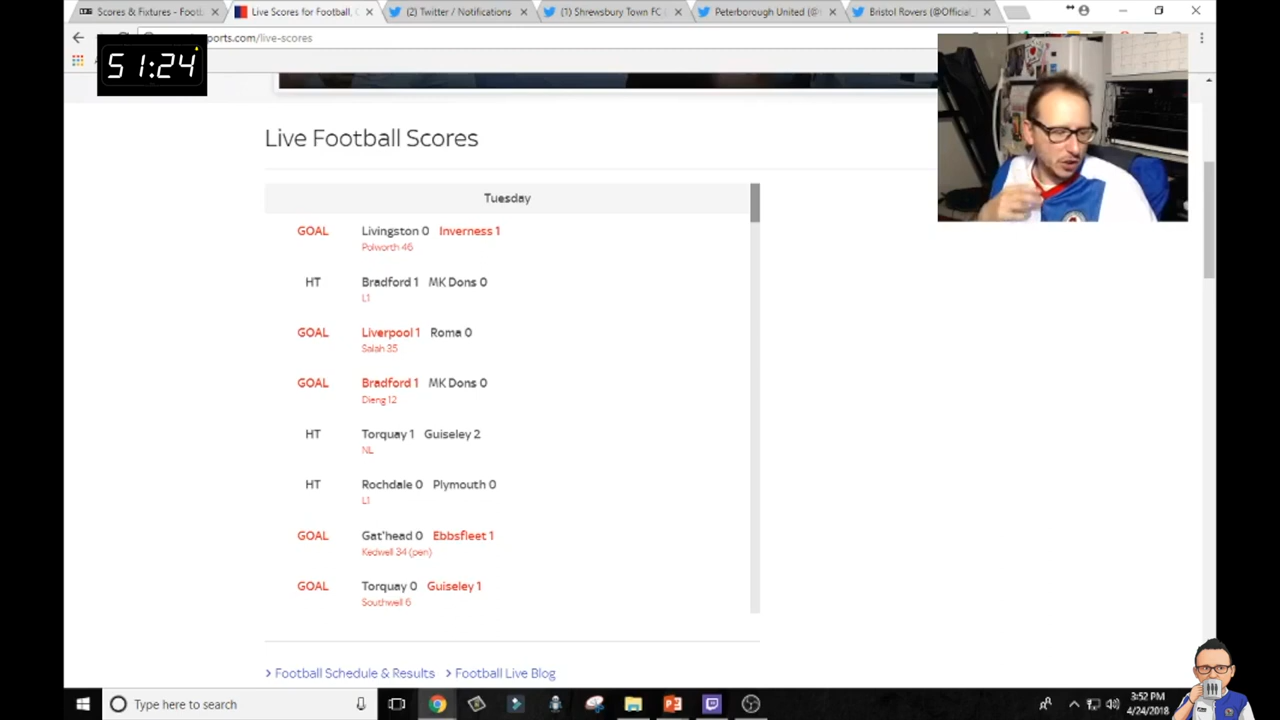 Scores & Fixtures - Footb
Live Scores for Football, C
(2) Twitter / Notifications
(1) Shrewsbury Town FC (
Peterborough United (@
Bristol Rovers (@Official_
ports.com/live-scores
51:24
Live Football Scores
Tuesday
GOAL Livingston 0 Inverness 1
Polworth 46
HT Bradford 1 MK Dons 0
L1
GOAL Liverpool 1 Roma 0
Salah 35
GOAL Bradford 1 MK Dons 0
Dieng 12
HT Torquay 1 Guiseley 2
NL
HT Rochdale 0 Plymouth 0
L1
GOAL Gat'head 0 Ebbsfleet 1
Kedwell 34 (pen)
GOAL Torquay 0 Guiseley 1
Southwell 6
> Football Schedule & Results > Football Live Blog
Type here to search
3:52 PM
4/24/2018